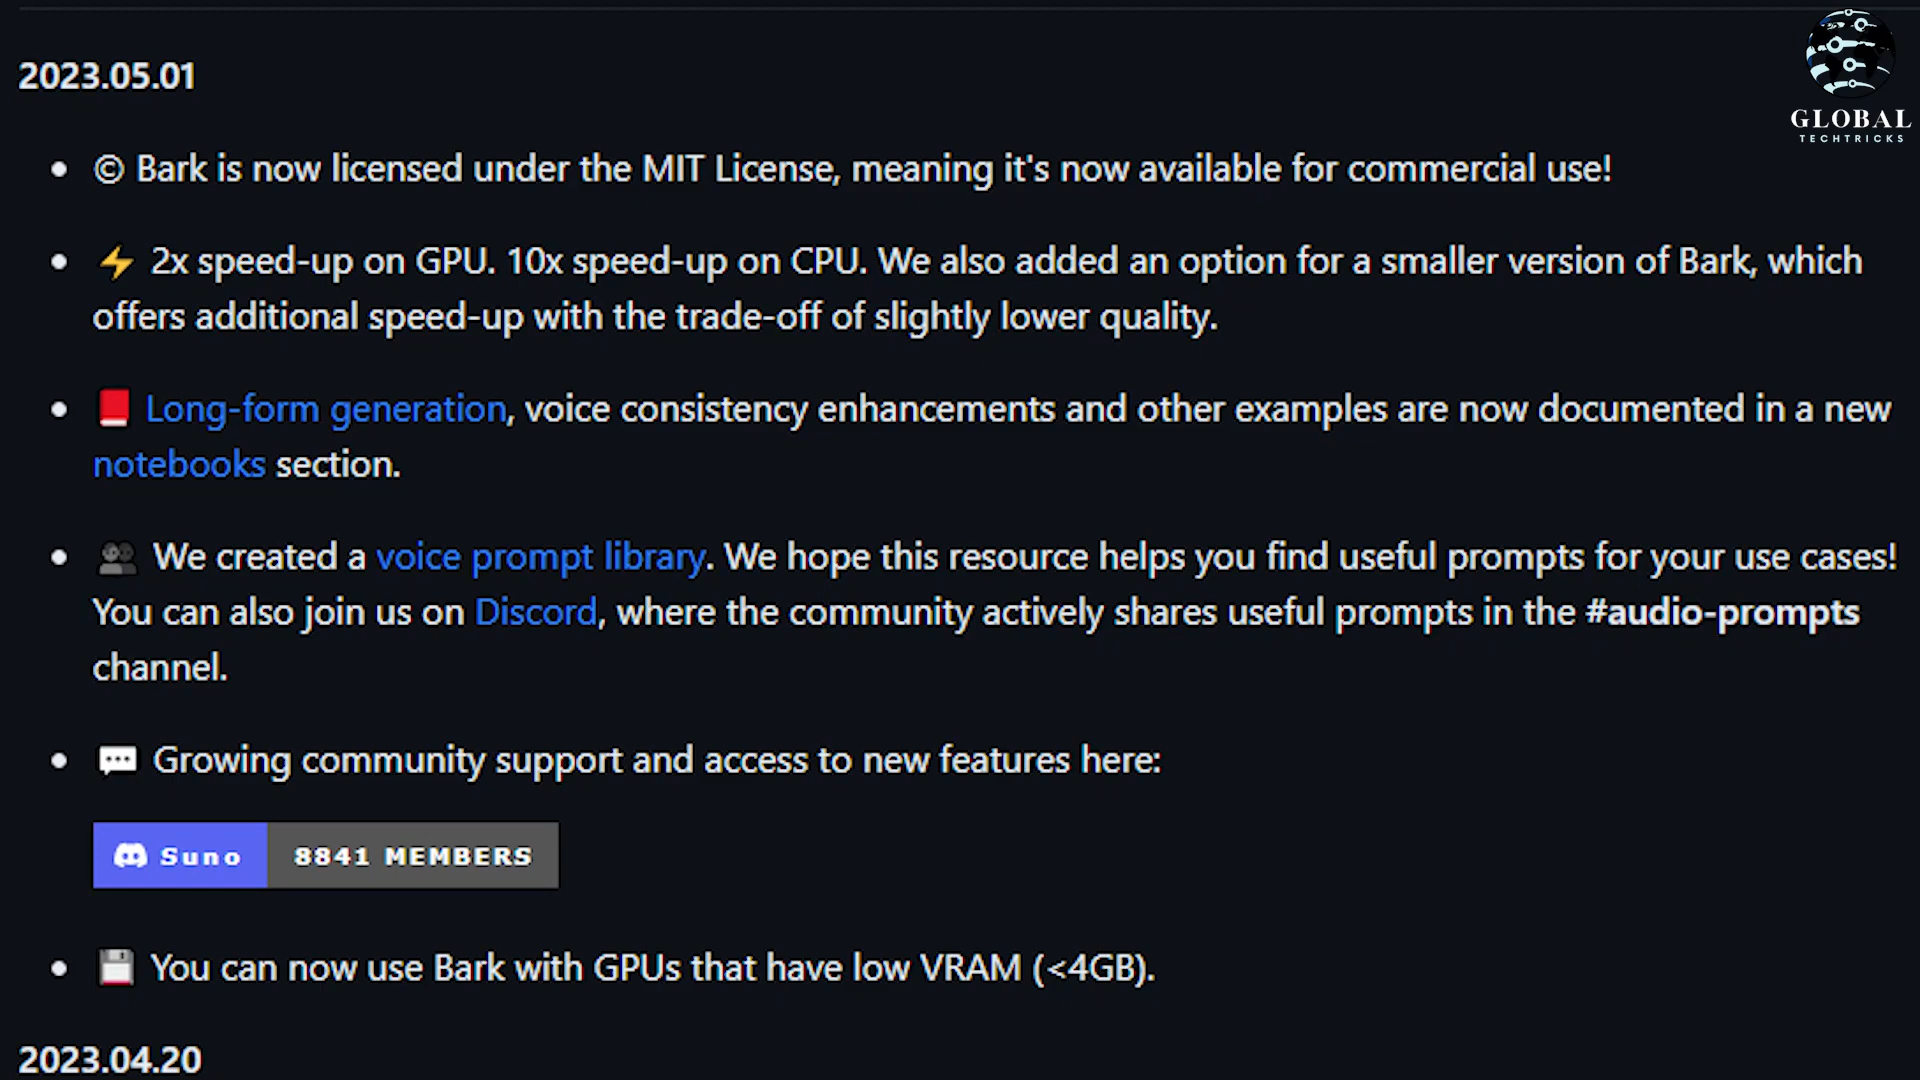 GLOBAL
TECHTRICKS
2023.05.01
• © Bark is now licensed under the MIT License, meaning it's now available for commercial use!
• ⚡ 2x speed-up on GPU. 10x speed-up on CPU. We also added an option for a smaller version of Bark, which
offers additional speed-up with the trade-off of slightly lower quality.
• 📕 Long-form generation, voice consistency enhancements and other examples are now documented in a new
notebooks section.
• 👥 We created a voice prompt library. We hope this resource helps you find useful prompts for your use cases!
You can also join us on Discord, where the community actively shares useful prompts in the #audio-prompts
channel.
• 💬 Growing community support and access to new features here:
Suno 8841 MEMBERS
• 💾 You can now use Bark with GPUs that have low VRAM (<4GB).
2023.04.20